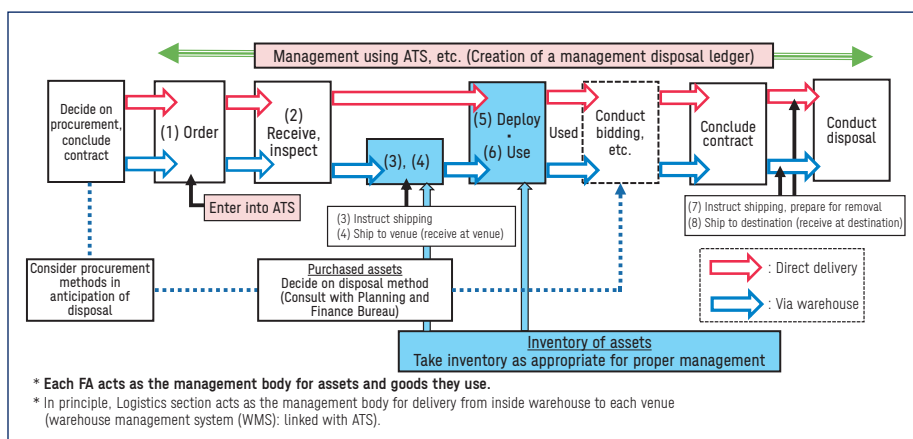 Management using ATS, etc. (Creation of a management disposal ledger)
Decide on
procurement,
conclude
contract
(1) Order
(2)
Receive,
inspect
(3), (4)
(5) Deploy
・
(6) Use
Used
Conduct
bidding,
etc.
Conclude
contract
Conduct
disposal
Enter into ATS
(3) Instruct shipping
(4) Ship to venue (receive at venue)
(7) Instruct shipping, prepare for removal
(8) Ship to destination (receive at destination)
Consider procurement
methods in
anticipation of
disposal
Purchased assets
Decide on disposal method
(Consult with Planning and
Finance Bureau)
: Direct delivery
: Via warehouse
Inventory of assets
Take inventory as appropriate for proper management
* Each FA acts as the management body for assets and goods they use.
* In principle, Logistics section acts as the management body for delivery from inside warehouse to each venue
(warehouse management system (WMS): linked with ATS).